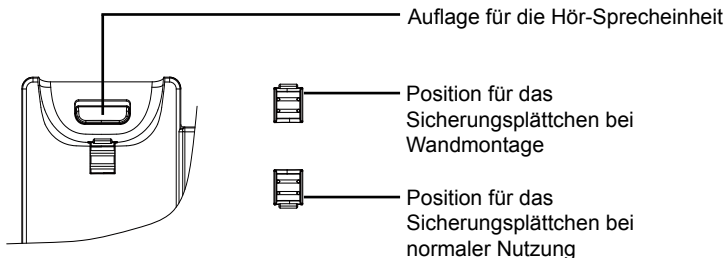 Auflage für die Hör-Sprecheinheit
Position für das
Sicherungsplättchen bei
Wandmontage
Position für das
Sicherungsplättchen bei
normaler Nutzung